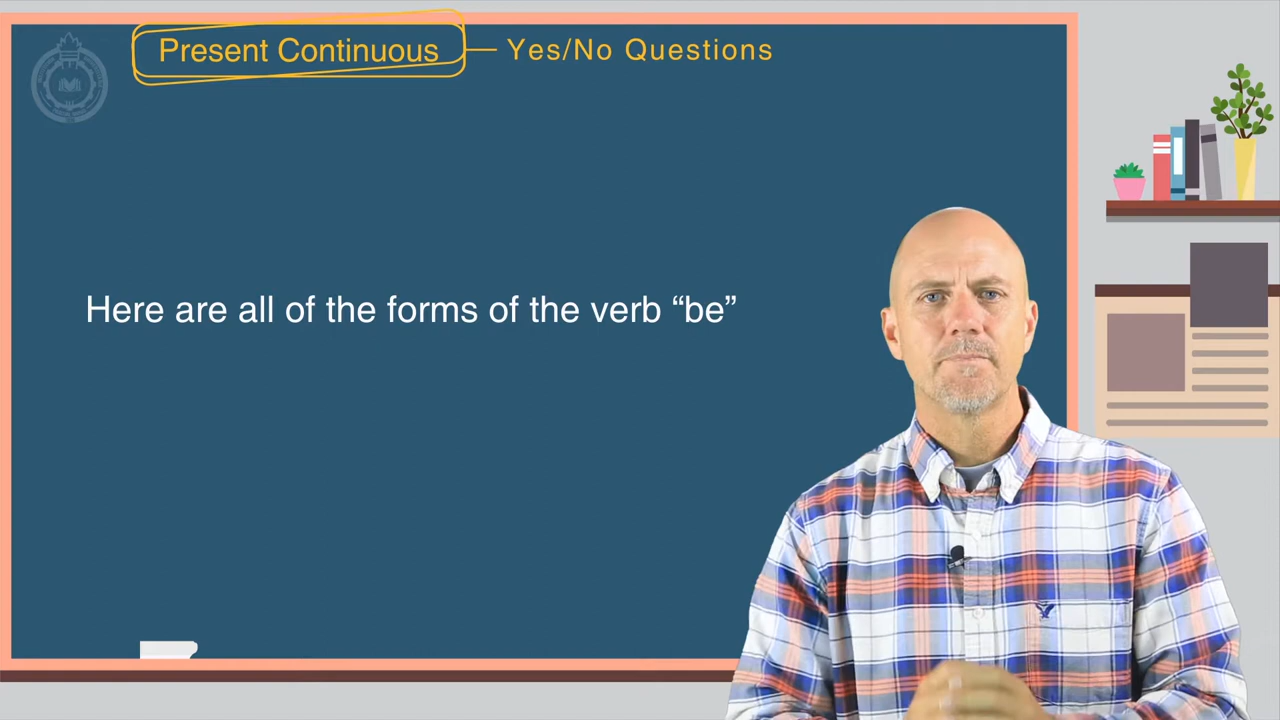 Present Continuous — Yes/No Questions
Here are all of the forms of the verb “be”